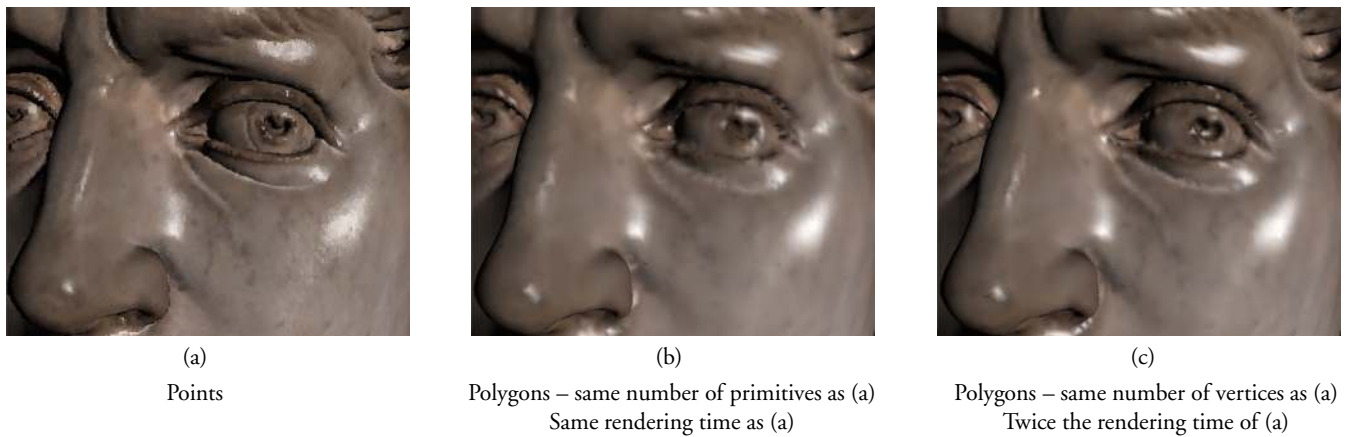 (a)
Points
(b)
Polygons – same number of primitives as (a)
Same rendering time as (a)
(c)
Polygons – same number of vertices as (a)
Twice the rendering time of (a)